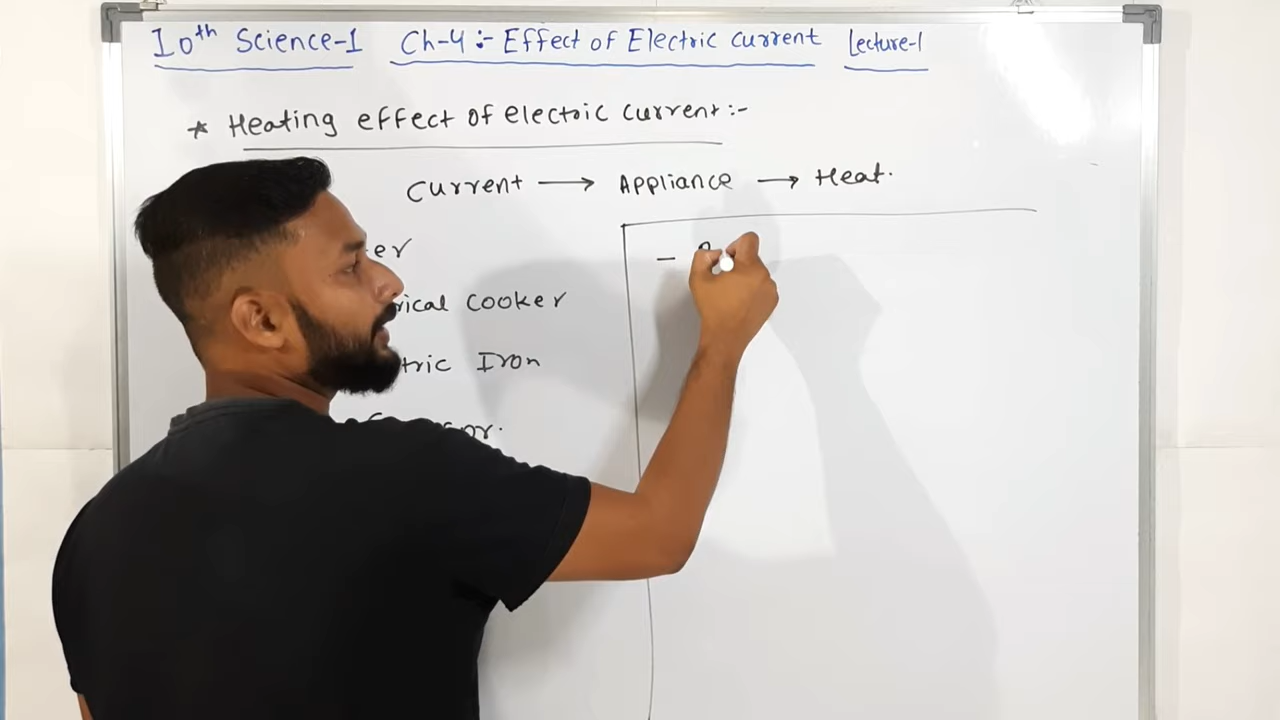 10th Science-1 Ch-4 :- Effect of Electric current Lecture-1
* Heating effect of electric current :-
Current → Appliance → Heat.
Cooker
Iron
-